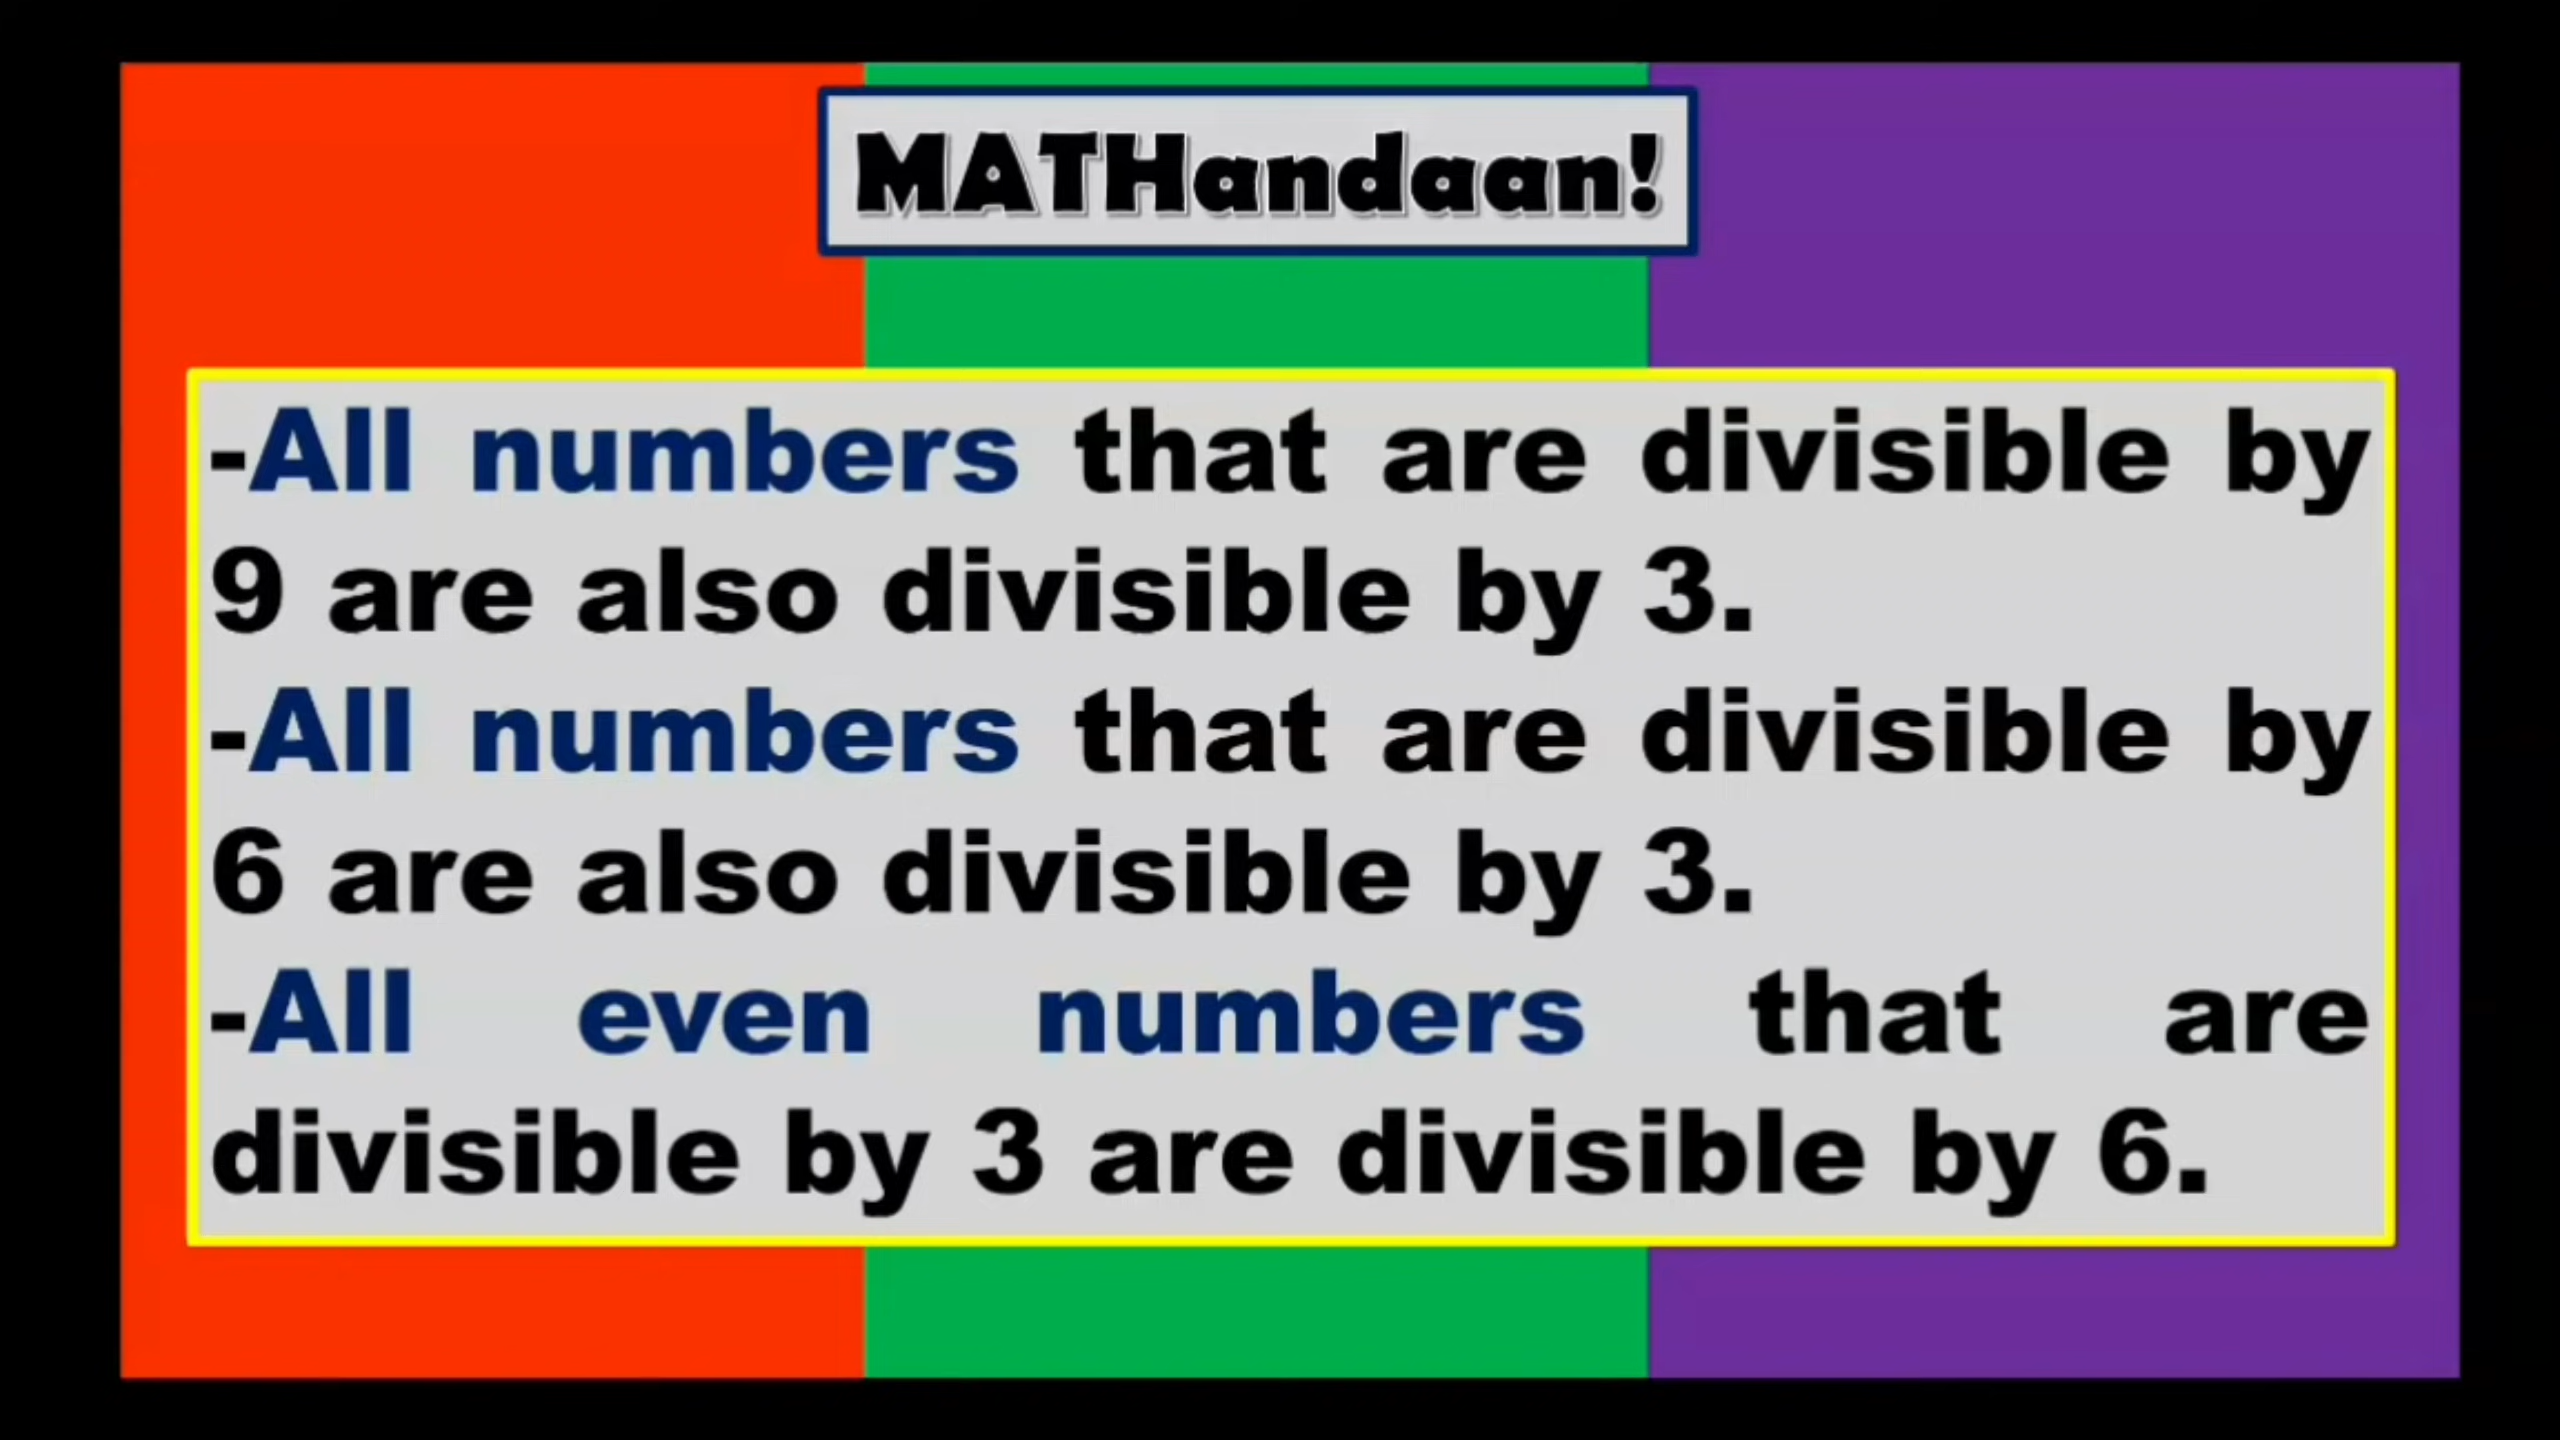 MATHandaan!
-All numbers that are divisible by
9 are also divisible by 3.
-All numbers that are divisible by
6 are also divisible by 3.
-All even numbers that are
divisible by 3 are divisible by 6.